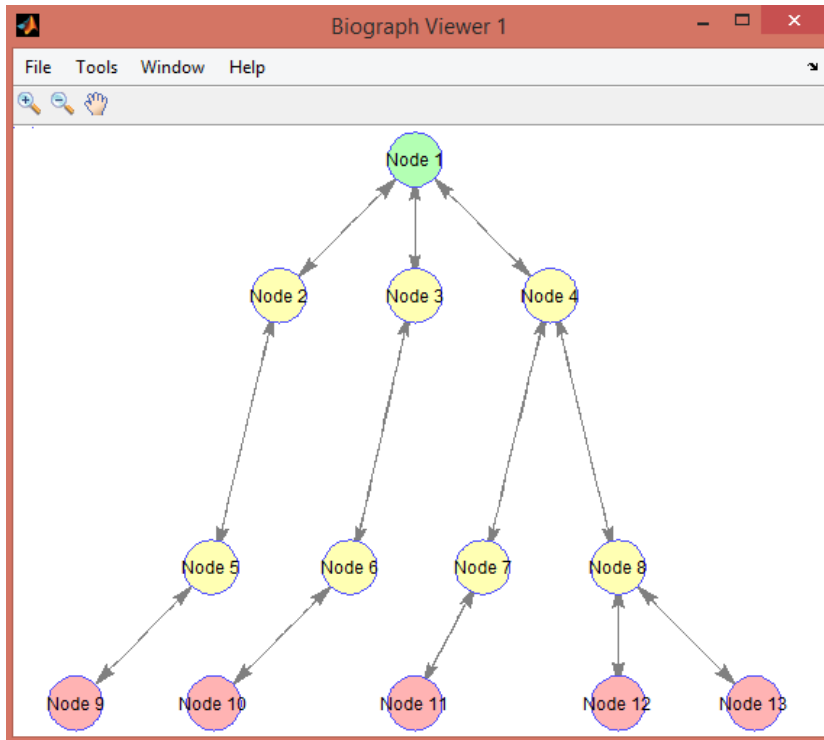 Biograph Viewer 1
File Tools Window Help
Node 1
Node 2 Node 3 Node 4
Node 5 Node 6 Node 7 Node 8
Node 9 Node 10 Node 11 Node 12 Node 13